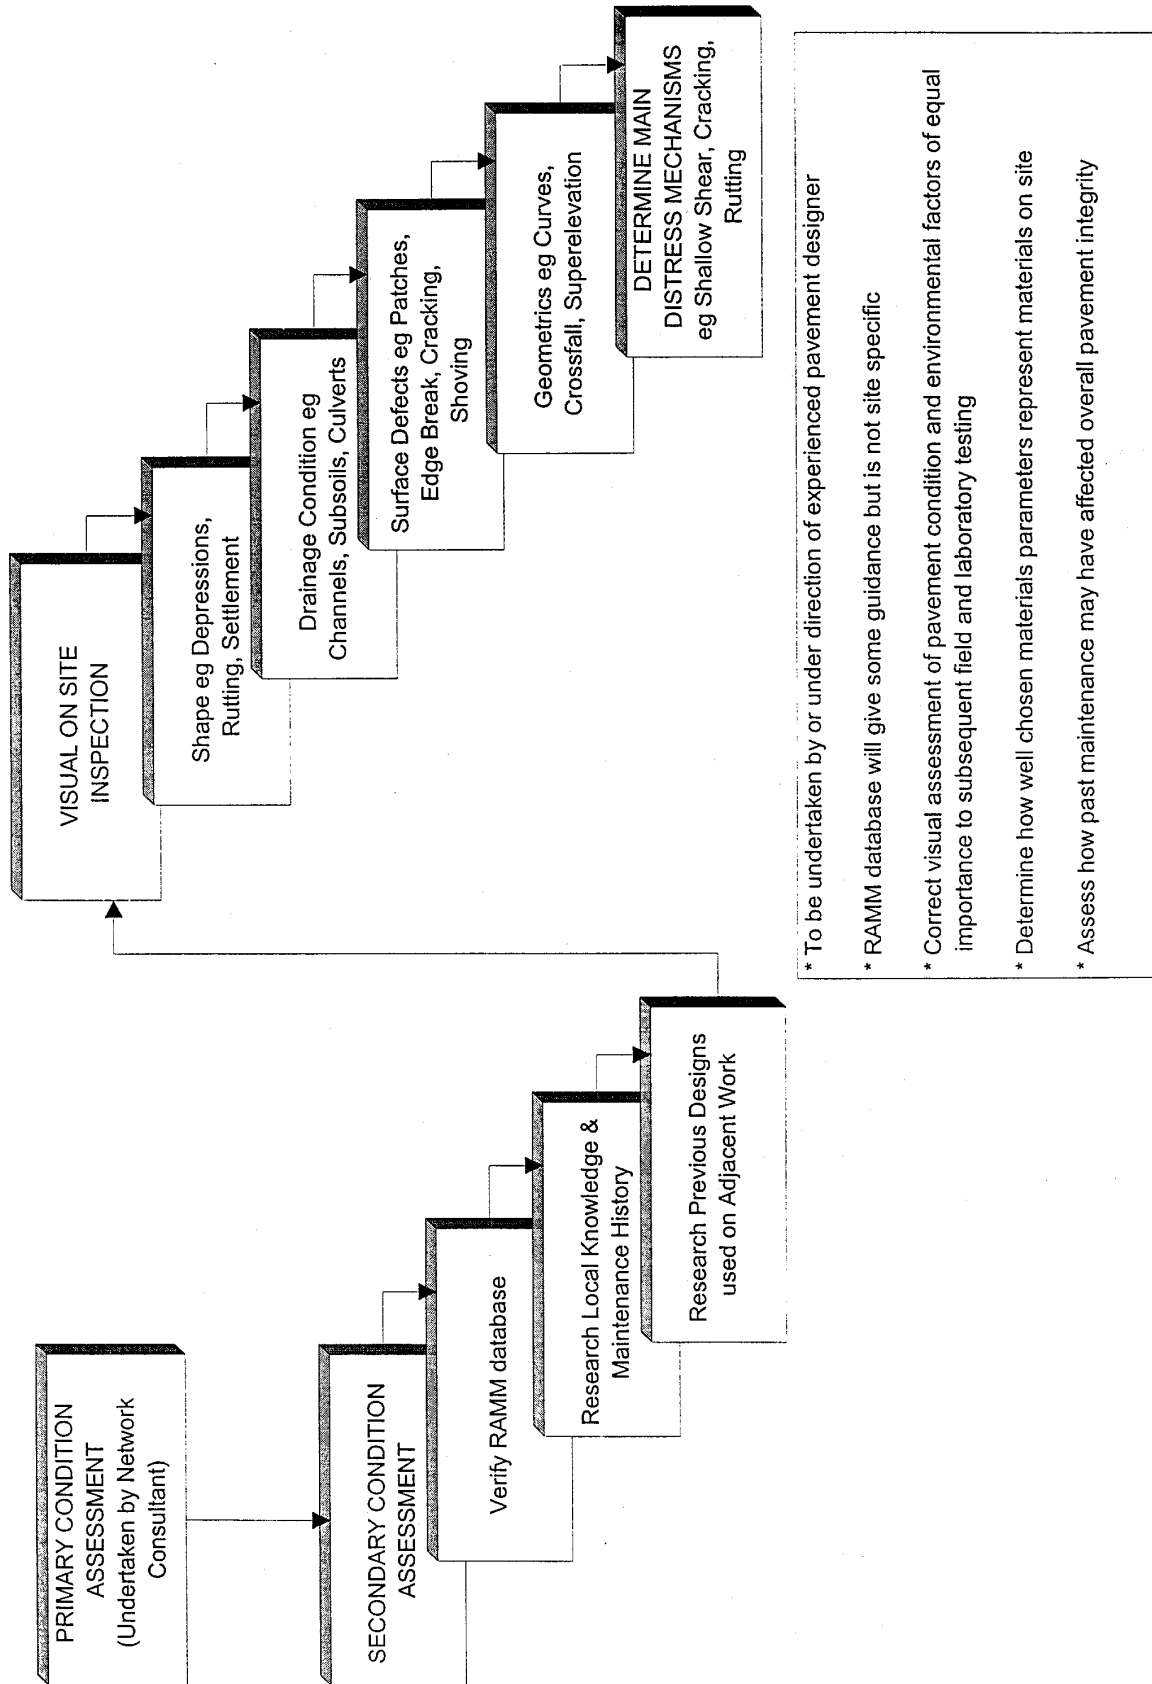 PRIMARY CONDITION
ASSESSMENT
(Undertaken by Network
Consultant)
SECONDARY CONDITION
ASSESSMENT
Verify RAMM database
Research Local Knowledge &
Maintenance History
Research Previous Designs
used on Adjacent Work
VISUAL ON SITE
INSPECTION
Shape eg Depressions,
Rutting, Settlement
Drainage Condition eg
Channels, Subsoils, Culverts
Surface Defects eg Patches,
Edge Break, Cracking,
Shoving
Geometrics eg Curves,
Crossfall, Superelevation
DETERMINE MAIN
DISTRESS MECHANISMS
eg Shallow Shear, Cracking,
Rutting
* To be undertaken by or under direction of experienced pavement designer
* RAMM database will give some guidance but is not site specific
* Correct visual assessment of pavement condition and environmental factors of equal
importance to subsequent field and laboratory testing
* Determine how well chosen materials parameters represent materials on site
* Assess how past maintenance may have affected overall pavement integrity